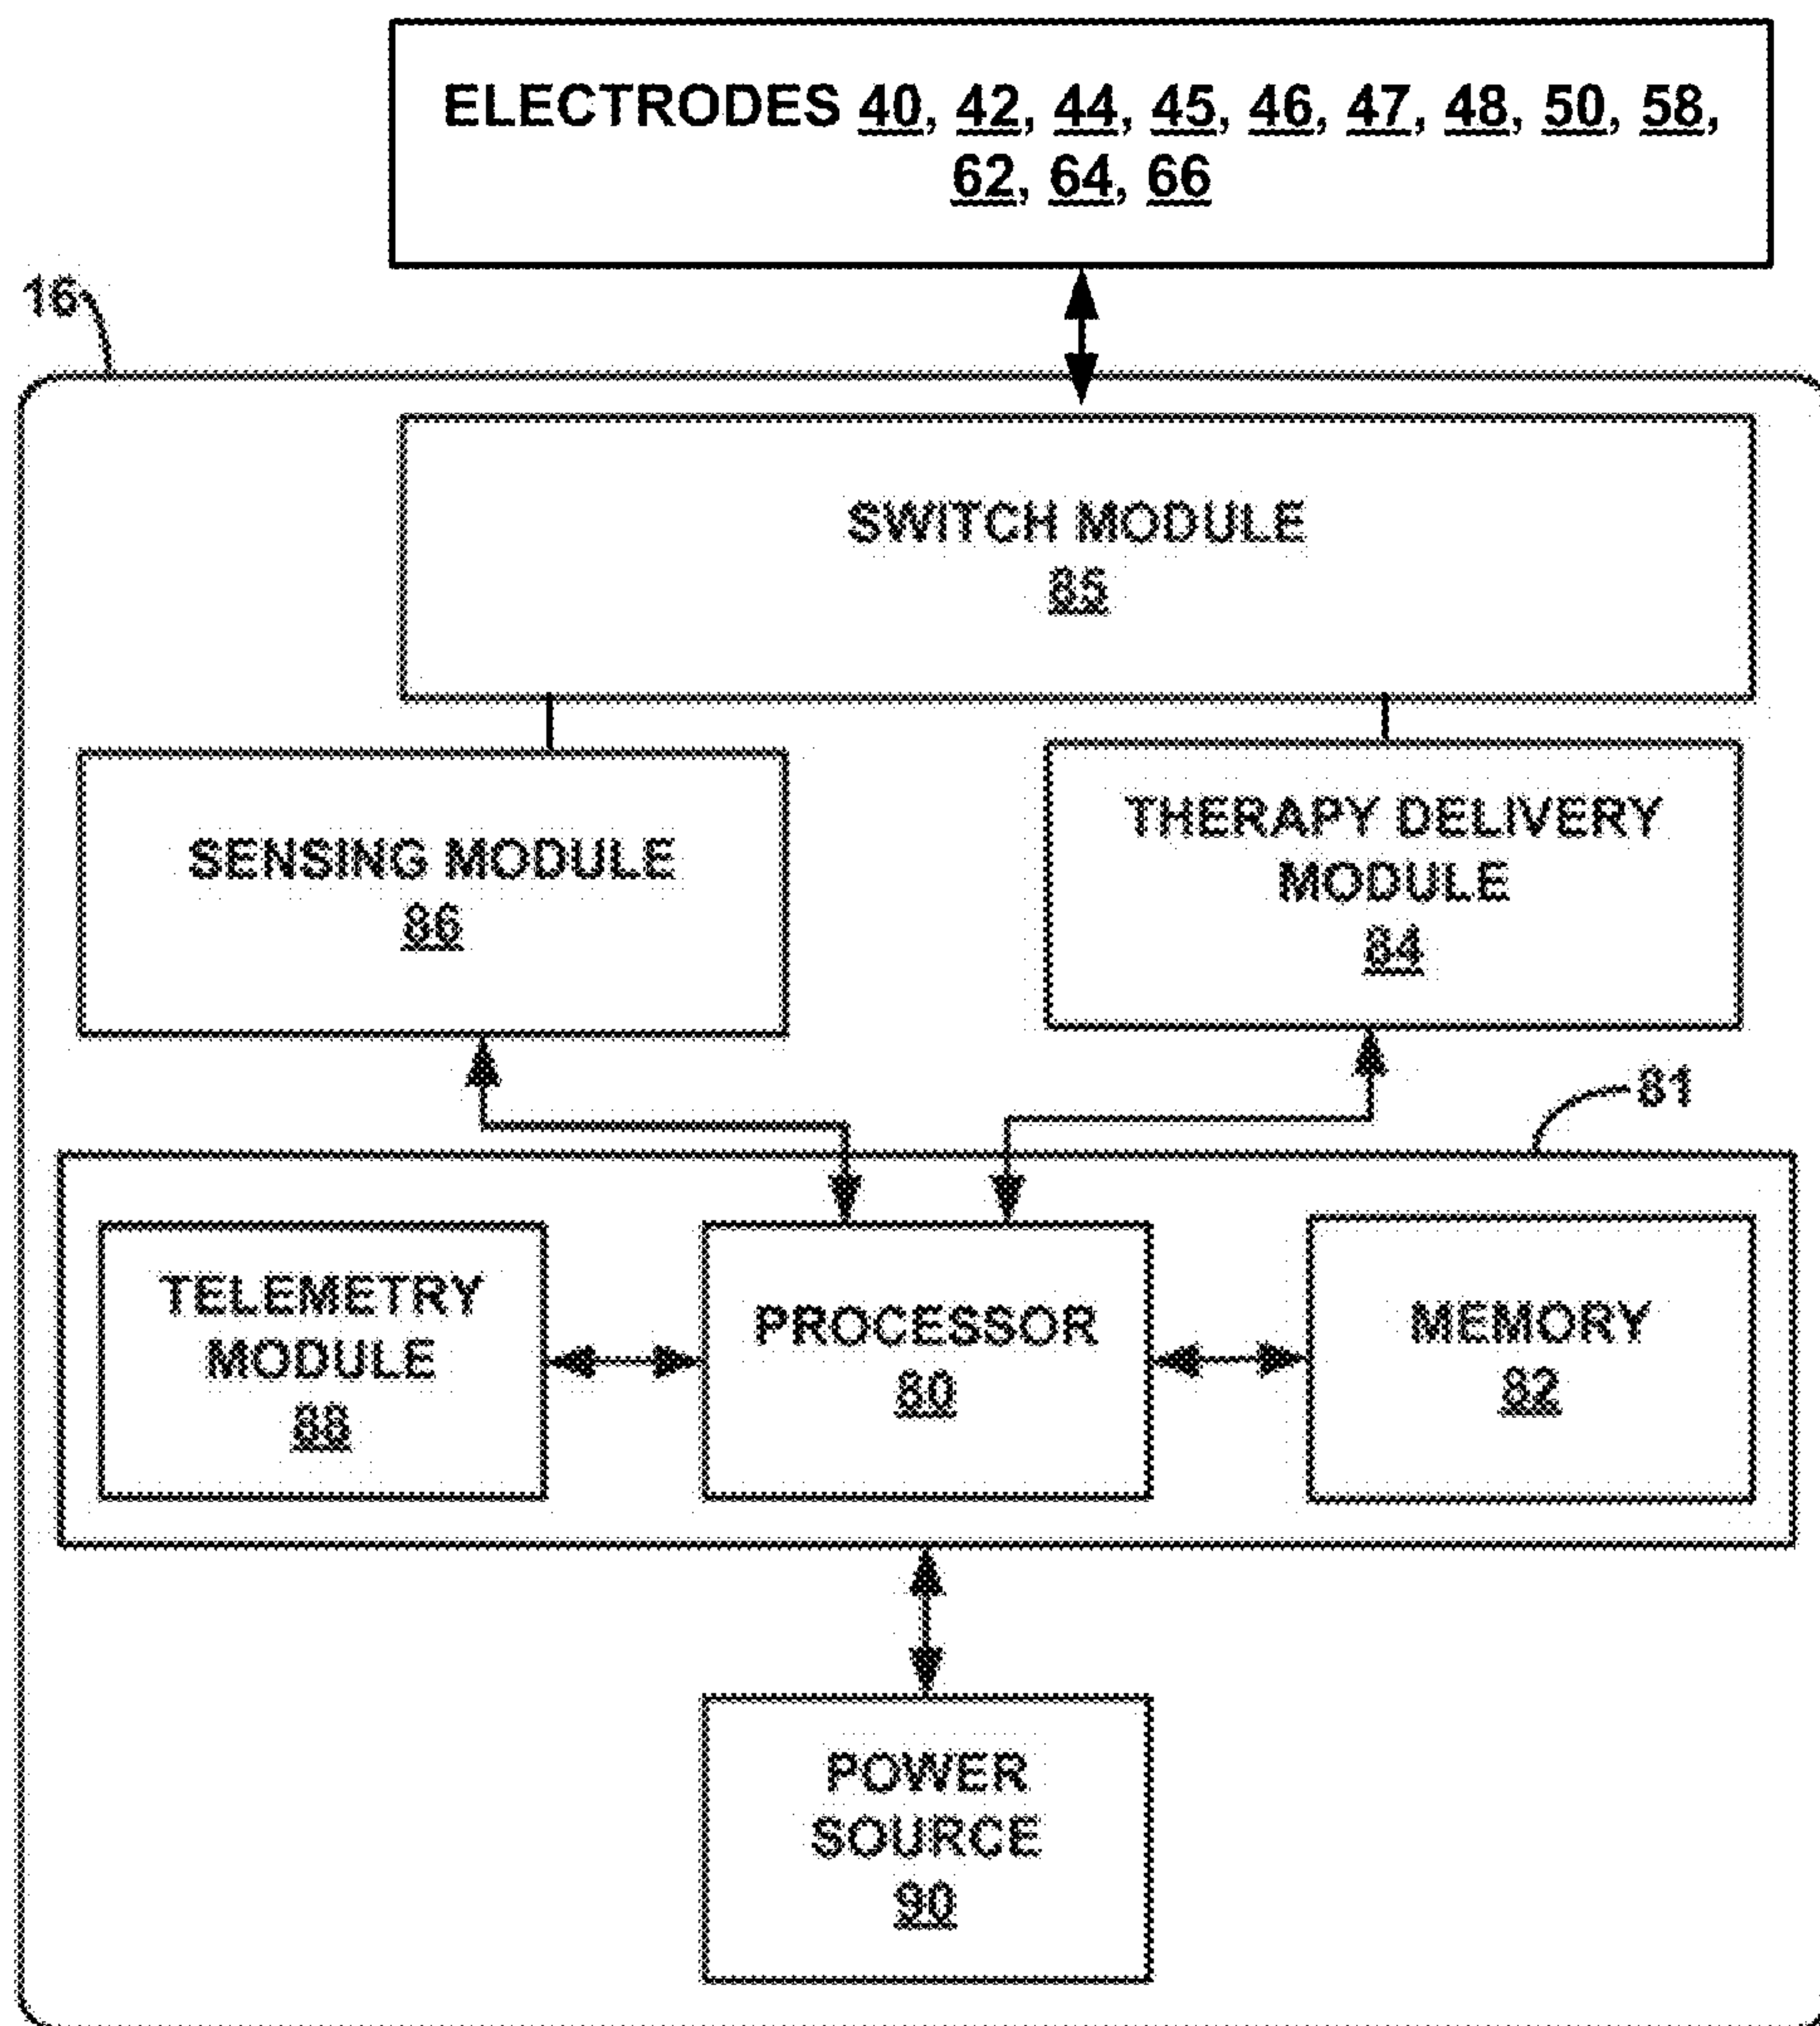 ELECTRODES 40, 42, 44, 45, 46, 47, 48, 50, 58,
62, 64, 66
16
SWITCH MODULE
85
SENSING MODULE
86
THERAPY DELIVERY
MODULE
84
81
TELEMETRY
MODULE
88
PROCESSOR
80
MEMORY
82
POWER
SOURCE
90